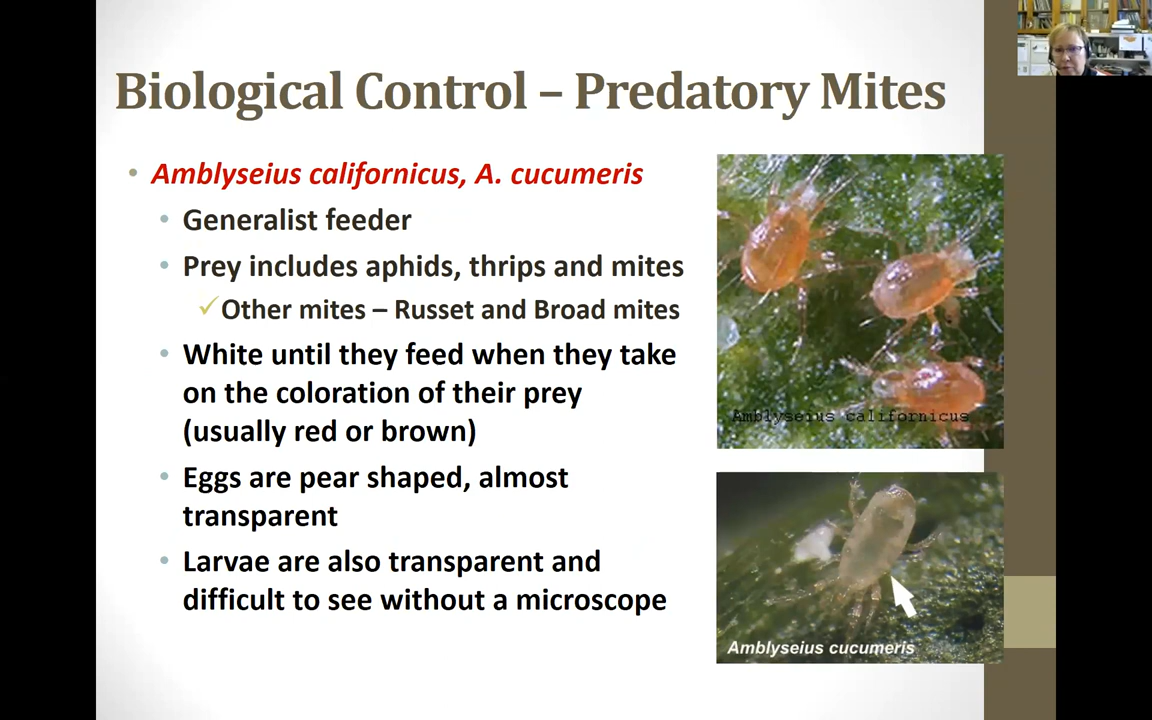 Biological Control – Predatory Mites
• Amblyseius californicus, A. cucumeris
• Generalist feeder
• Prey includes aphids, thrips and mites
✓Other mites – Russet and Broad mites
• White until they feed when they take
on the coloration of their prey
(usually red or brown)
• Eggs are pear shaped, almost
transparent
• Larvae are also transparent and
difficult to see without a microscope
Amblyseius californicus
Amblyseius cucumeris